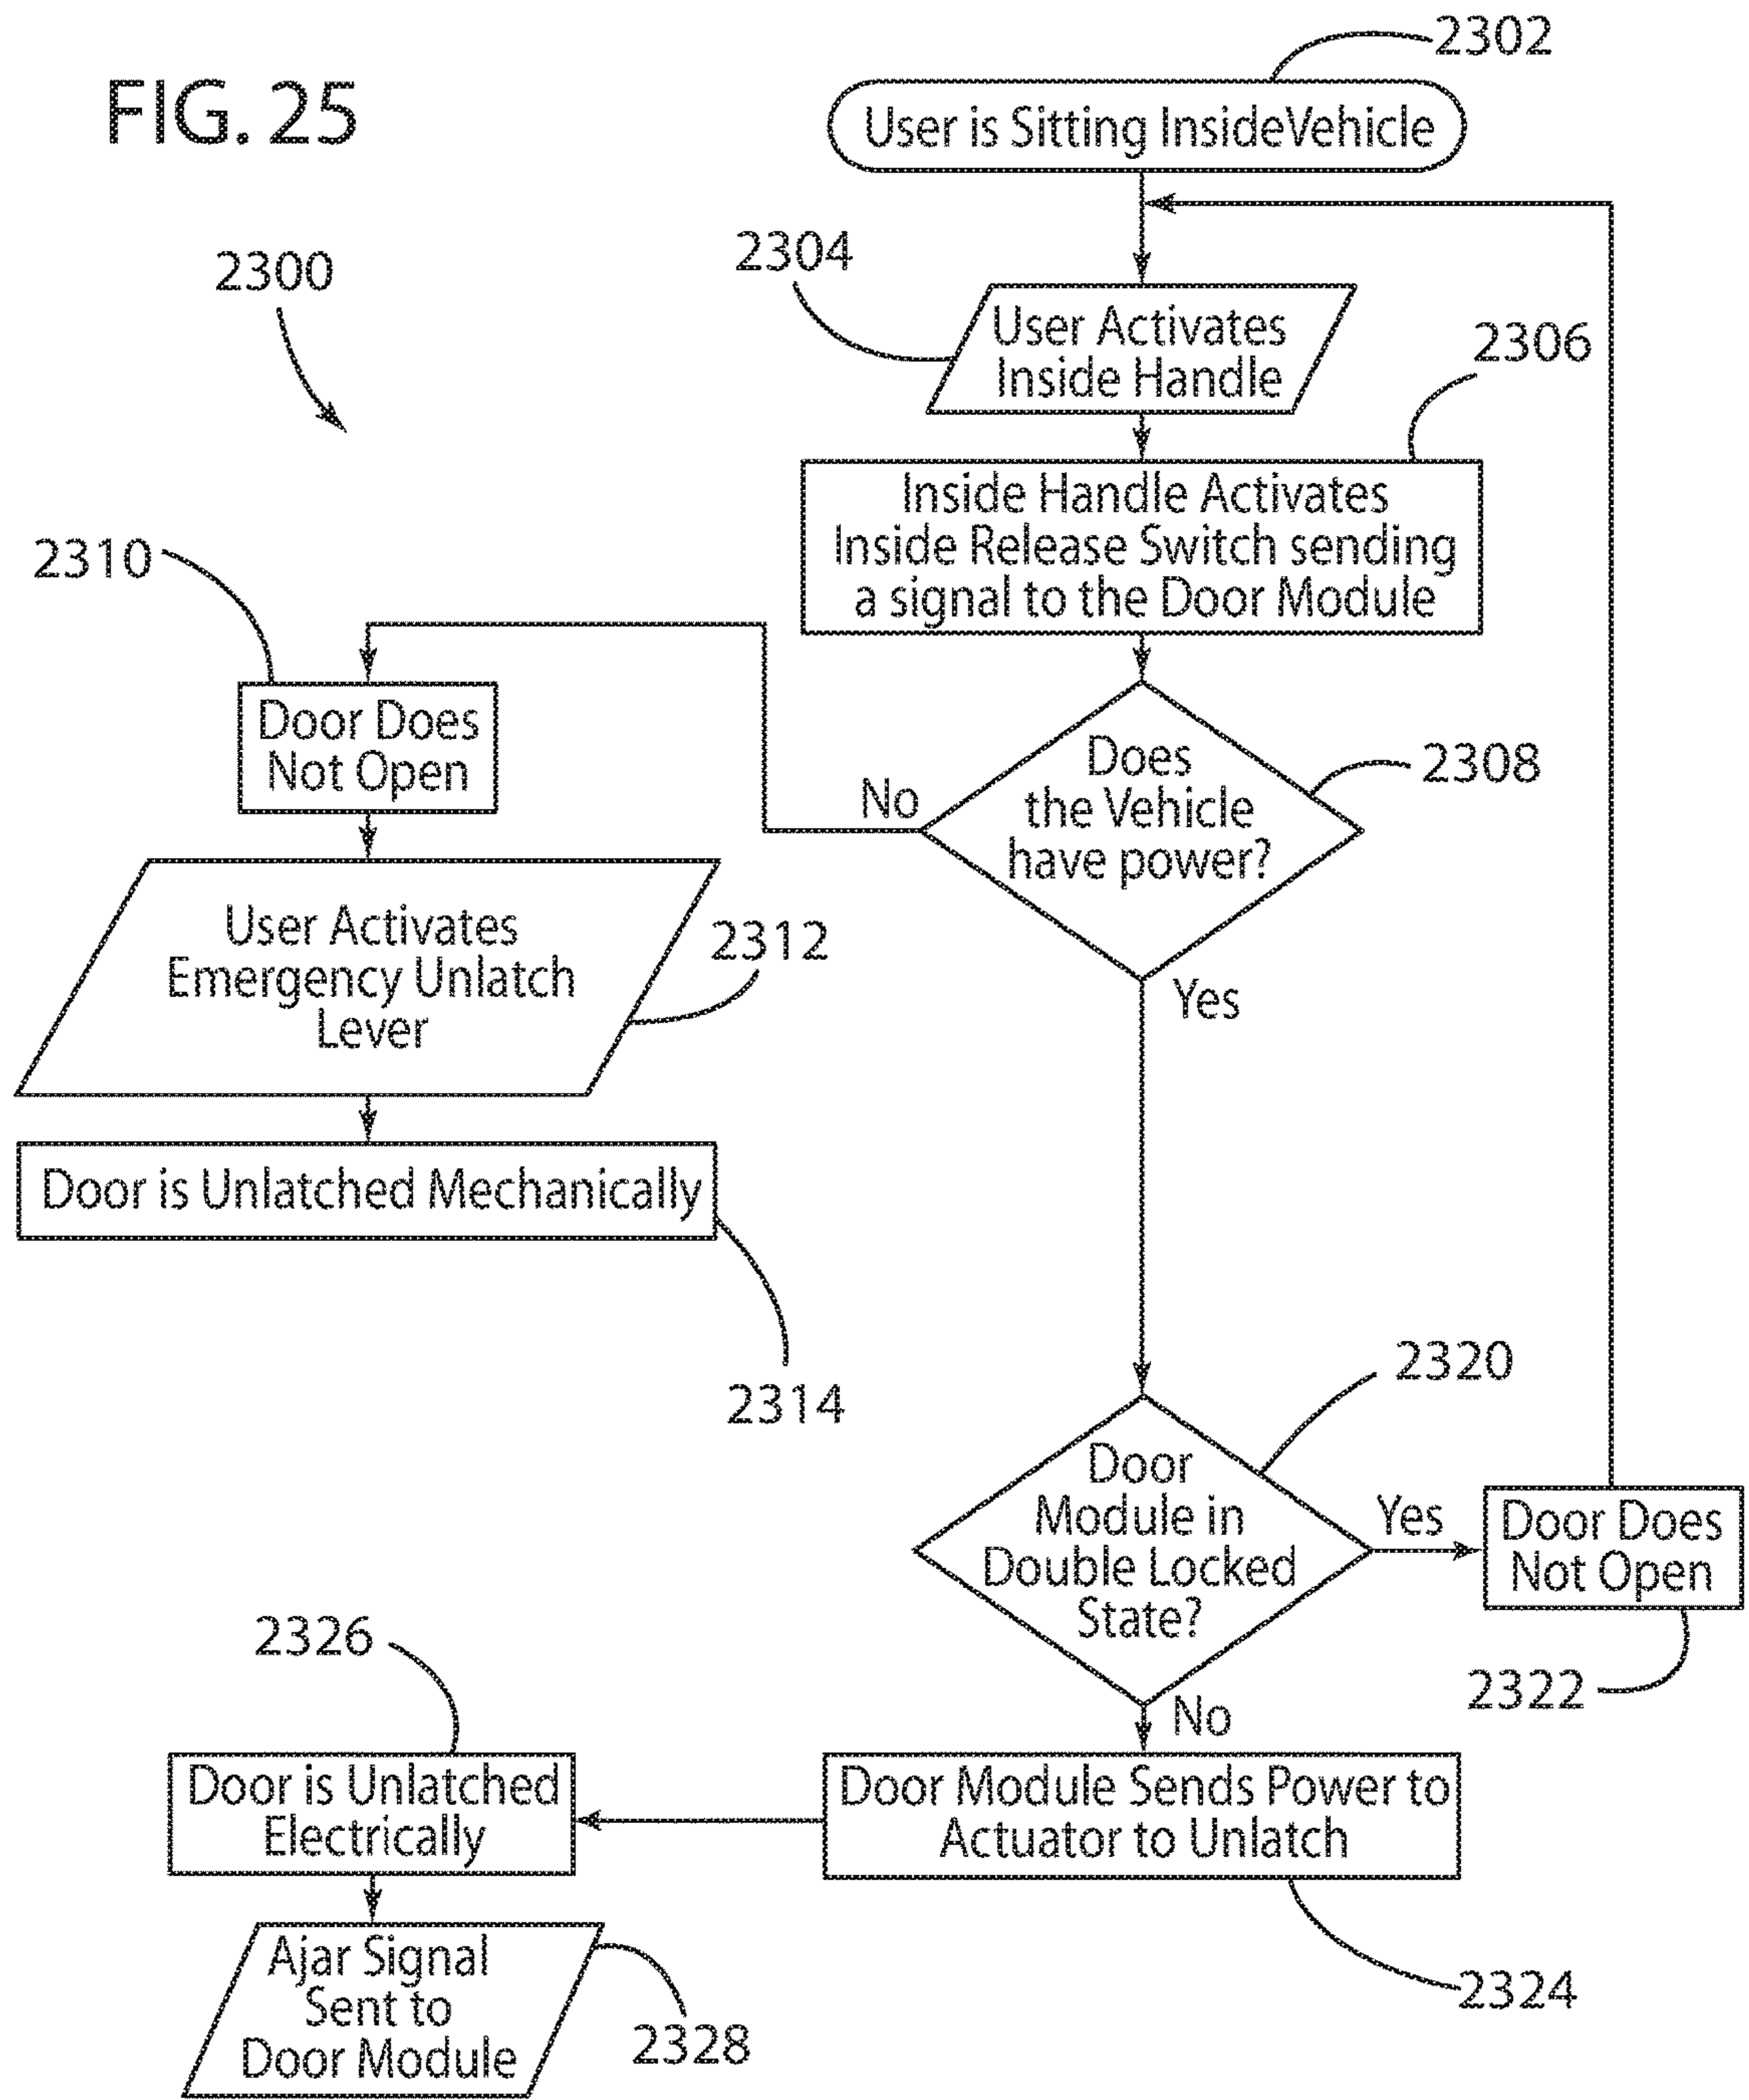 FIG. 25
2302
User is Sitting InsideVehicle
2300
2304
User Activates
Inside Handle
2306
Inside Handle Activates
Inside Release Switch sending
a signal to the Door Module
2310
Door Does
Not Open
Does
the Vehicle
have power?
2308
No
Yes
User Activates
Emergency Unlatch
Lever
2312
Door is Unlatched Mechanically
2314
2320
Door
Module in
Double Locked
State?
Yes
Door Does
Not Open
2322
No
2326
Door is Unlatched
Electrically
Door Module Sends Power to
Actuator to Unlatch
2324
Ajar Signal
Sent to
Door Module
2328